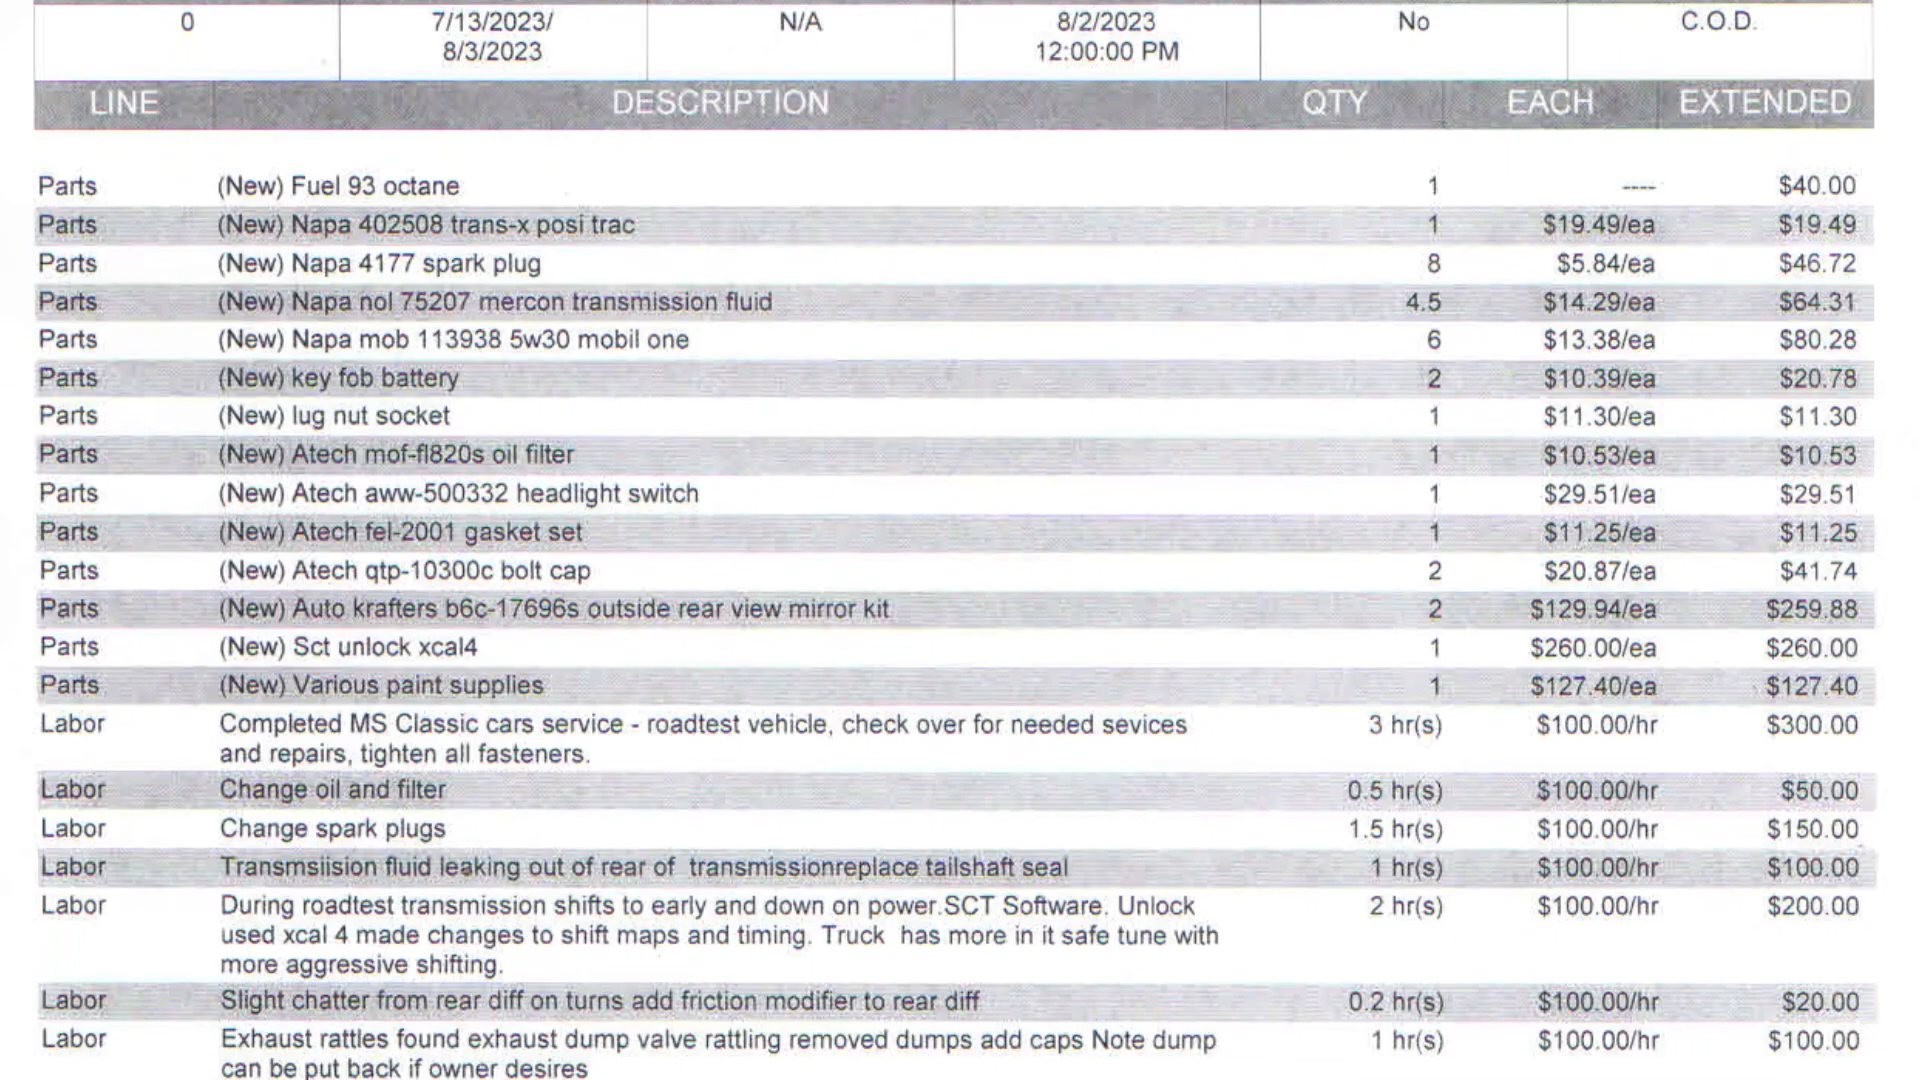 0 7/13/2023/ N/A 8/2/2023 No C.O.D.
8/3/2023 12:00:00 PM
LINE DESCRIPTION QTY EACH EXTENDED
Parts (New) Fuel 93 octane 1 ---- $40.00
Parts (New) Napa 402508 trans-x posi trac 1 $19.49/ea $19.49
Parts (New) Napa 4177 spark plug 8 $5.84/ea $46.72
Parts (New) Napa nol 75207 mercon transmission fluid 4.5 $14.29/ea $64.31
Parts (New) Napa mob 113938 5w30 mobil one 6 $13.38/ea $80.28
Parts (New) key fob battery 2 $10.39/ea $20.78
Parts (New) lug nut socket 1 $11.30/ea $11.30
Parts (New) Atech mof-fl820s oil filter 1 $10.53/ea $10.53
Parts (New) Atech aww-500332 headlight switch 1 $29.51/ea $29.51
Parts (New) Atech fel-2001 gasket set 1 $11.25/ea $11.25
Parts (New) Atech qtp-10300c bolt cap 2 $20.87/ea $41.74
Parts (New) Auto krafters b6c-17696s outside rear view mirror kit 2 $129.94/ea $259.88
Parts (New) Sct unlock xcal4 1 $260.00/ea $260.00
Parts (New) Various paint supplies 1 $127.40/ea $127.40
Labor Completed MS Classic cars service - roadtest vehicle, check over for needed sevices 3 hr(s) $100.00/hr $300.00
and repairs, tighten all fasteners.
Labor Change oil and filter 0.5 hr(s) $100.00/hr $50.00
Labor Change spark plugs 1.5 hr(s) $100.00/hr $150.00
Labor Transmsiision fluid leaking out of rear of transmissionreplace tailshaft seal 1 hr(s) $100.00/hr $100.00
Labor During roadtest transmission shifts to early and down on power.SCT Software. Unlock 2 hr(s) $100.00/hr $200.00
used xcal 4 made changes to shift maps and timing. Truck has more in it safe tune with
more aggressive shifting.
Labor Slight chatter from rear diff on turns add friction modifier to rear diff 0.2 hr(s) $100.00/hr $20.00
Labor Exhaust rattles found exhaust dump valve rattling removed dumps add caps Note dump 1 hr(s) $100.00/hr $100.00
can be put back if owner desires